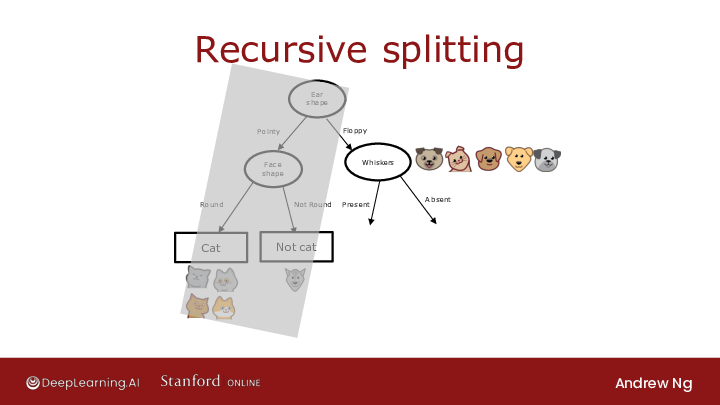 Recursive splitting
Ear
shape
Pointy
Floppy
Face
shape
Whiskers
Round
Not Round
Present
Absent
Cat
Not cat
DeepLearning.AI
Stanford ONLINE
Andrew Ng